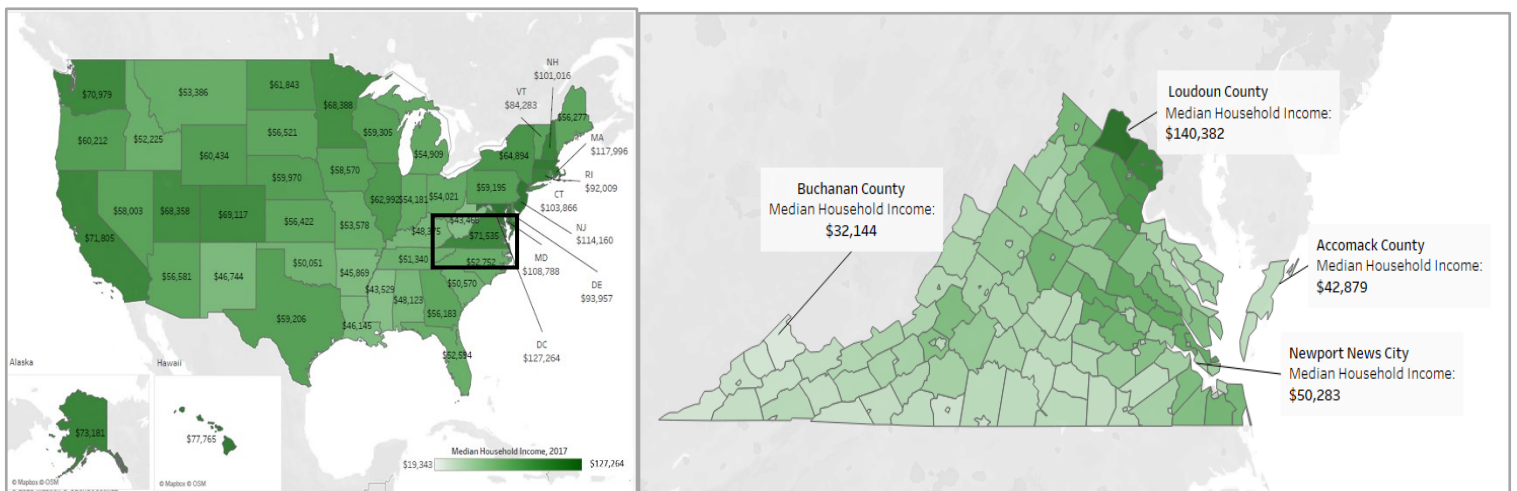 NH
$101,016
VT
$84,283
$70,979
$53,386
$61,843
$68,388
$56,277
$60,212
$52,225
$56,521
$59,305
MA
$117,996
$60,434
$54,909
$64,894
RI
$92,009
$59,970
$58,570
$59,195
CT
$103,866
$58,003
$68,358
$69,117
$62,992
$54,181
$54,021
$56,422
$53,578
$48,375
$71,535
NJ
$114,160
$71,805
$51,340
$52,752
MD
$108,788
$56,581
$46,744
$50,051
$45,869
$50,570
DE
$93,957
$43,529
$48,123
$56,183
$59,206
$46,145
DC
$127,264
$52,594
Alaska
Hawaii
$73,181
$77,765
Median Household Income, 2017
$19,343
$127,264
© Mapbox © OSM
© Mapbox © OSM
Loudoun County
Median Household Income:
$140,382
Buchanan County
Median Household Income:
$32,144
Accomack County
Median Household Income:
$42,879
Newport News City
Median Household Income:
$50,283